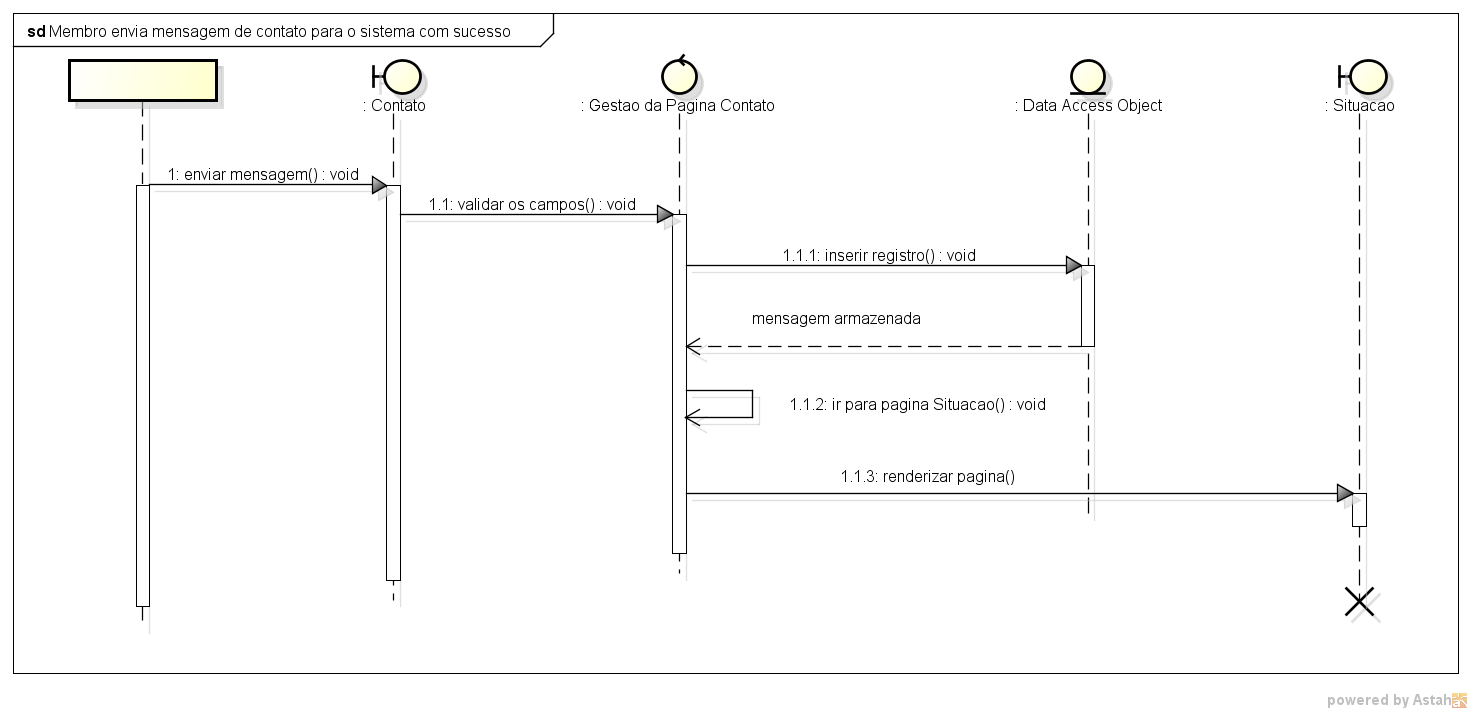 sd Membro envia mensagem de contato para o sistema com sucesso
: Contato
: Gestao da Pagina Contato
: Data Access Object
: Situacao
1: enviar mensagem() : void
1.1: validar os campos() : void
1.1.1: inserir registro() : void
mensagem armazenada
1.1.2: ir para pagina Situacao() : void
1.1.3: renderizar pagina()
powered by Astah